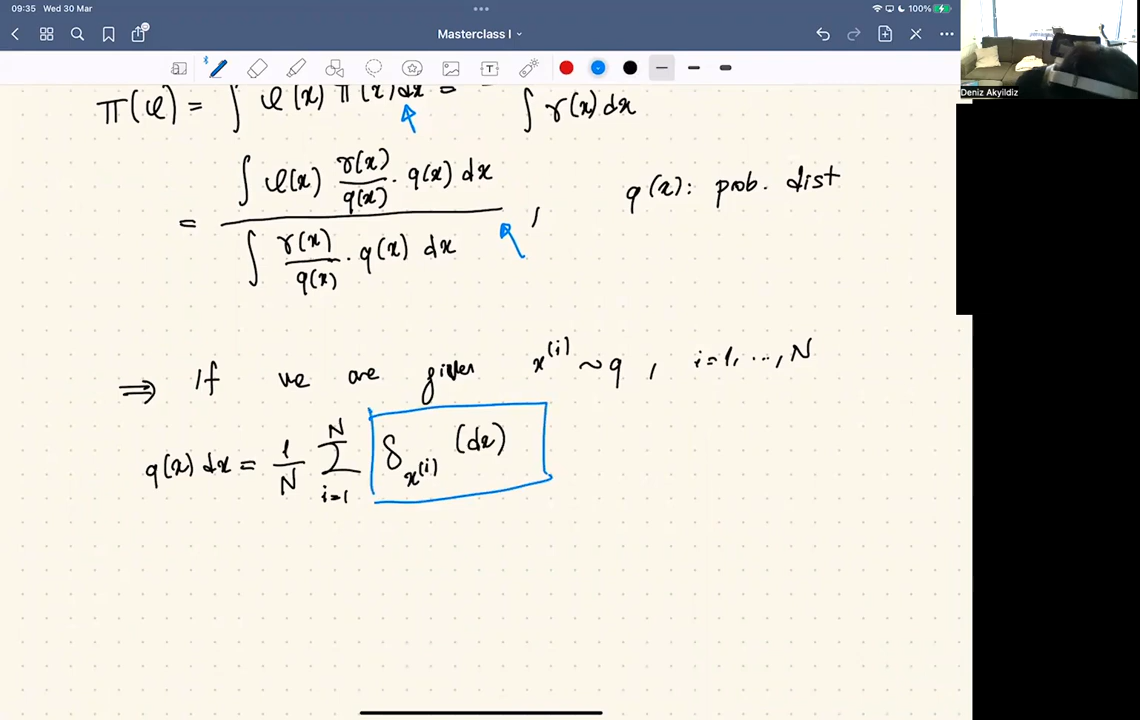 09:35 Wed 30 Mar
100%
Masterclass I
Deniz Akyildiz
π(φ) = ∫ φ(x) π(x) dx =
∫ γ(x) dx
= ∫ φ(x) γ(x)/q(x) · q(x) dx
∫ γ(x)/q(x) · q(x) dx ,
q(x): prob. dist
⇒ If we are given x^(i) ~ q , i=1, ..., N
q(x) dx = 1/N ∑_{i=1}^{N} δ_{x^(i)} (dx)